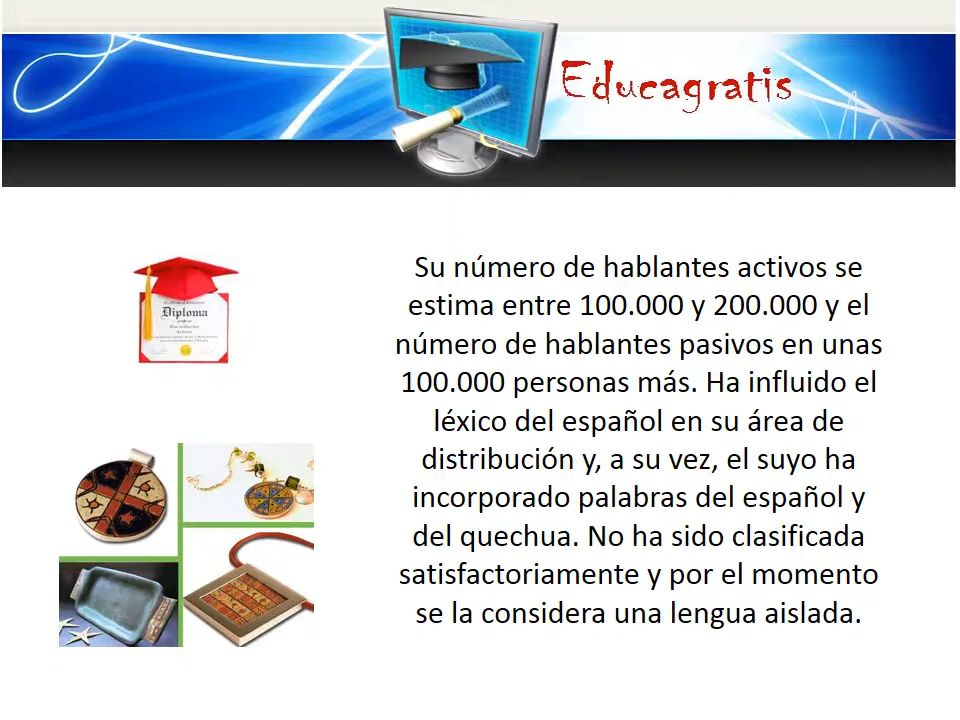 Educagratis
Diploma
Su número de hablantes activos se
estima entre 100.000 y 200.000 y el
número de hablantes pasivos en unas
100.000 personas más. Ha influido el
léxico del español en su área de
distribución y, a su vez, el suyo ha
incorporado palabras del español y
del quechua. No ha sido clasificada
satisfactoriamente y por el momento
se la considera una lengua aislada.